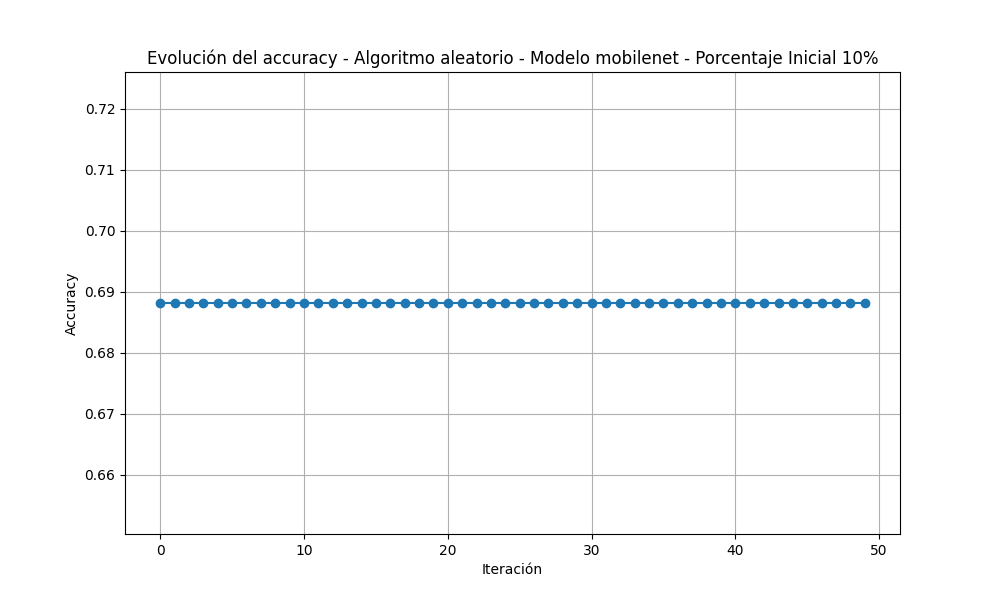 Evolución del accuracy - Algoritmo aleatorio - Modelo mobilenet - Porcentaje Inicial 10%
0.72
0.71
0.70
0.69
0.68
0.67
0.66
Accuracy
0 10 20 30 40 50
Iteración